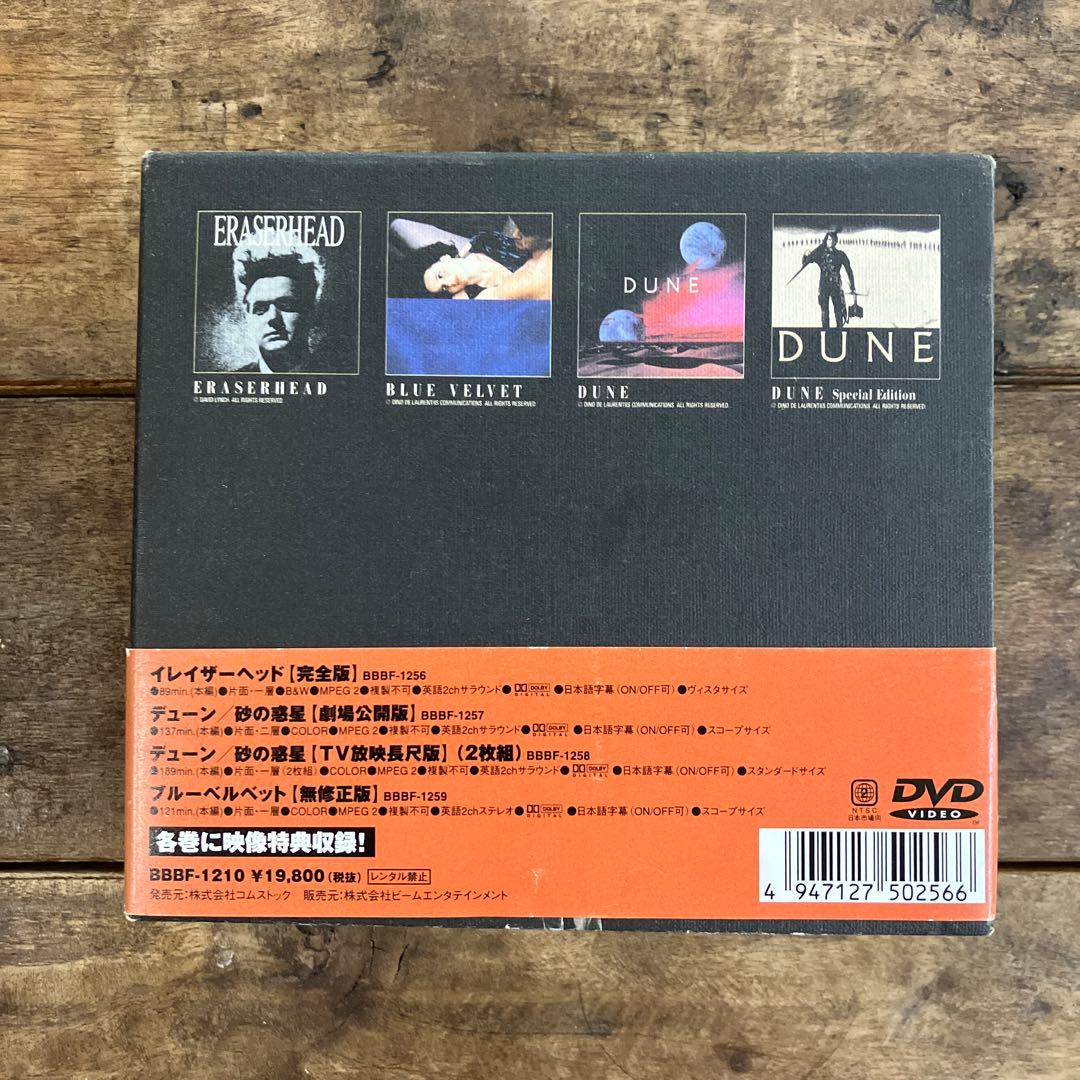 ERASERHEAD
DUNE
DUNE
ERASERHEAD
© DAVID LYNCH. ALL RIGHTS RESERVED.
BLUE VELVET
© DINO DE LAURENTIIS COMMUNICATIONS. ALL RIGHTS RESERVED.
DUNE
© DINO DE LAURENTIIS COMMUNICATIONS. ALL RIGHTS RESERVED.
DUNE Special Edition
© DINO DE LAURENTIIS COMMUNICATIONS. ALL RIGHTS RESERVED.
イレイザーヘッド【完全版】BBBF-1256
●89min.(本編)●片面・一層●B&W●MPEG 2●複製不可●英語2chサラウンド●DOLBY DIGITAL●日本語字幕(ON/OFF可)●ヴィスタサイズ
デューン/砂の惑星【劇場公開版】BBBF-1257
●137min.(本編)●片面・二層●COLOR●MPEG 2●複製不可●英語2chサラウンド●DOLBY DIGITAL●日本語字幕(ON/OFF可)●スコープサイズ
デューン/砂の惑星【TV放映長尺版】(2枚組)BBBF-1258
●189min.(本編)●片面・一層(2枚組)●COLOR●MPEG 2●複製不可●英語2chサラウンド●DOLBY DIGITAL●日本語字幕(ON/OFF可)●スタンダードサイズ
ブルーベルベット【無修正版】BBBF-1259
●121min.(本編)●片面・一層●COLOR●MPEG 2●複製不可●英語2chステレオ●DOLBY DIGITAL●日本語字幕(ON/OFF可)●スコープサイズ
各巻に映像特典収録!
BBBF-1210 ¥19,800(税抜) レンタル禁止
発売元:株式会社コムストック 販売元:株式会社ビームエンタテインメント
2
NTSC
日本市場向
DVD
VIDEO
TM
4 947127 502566